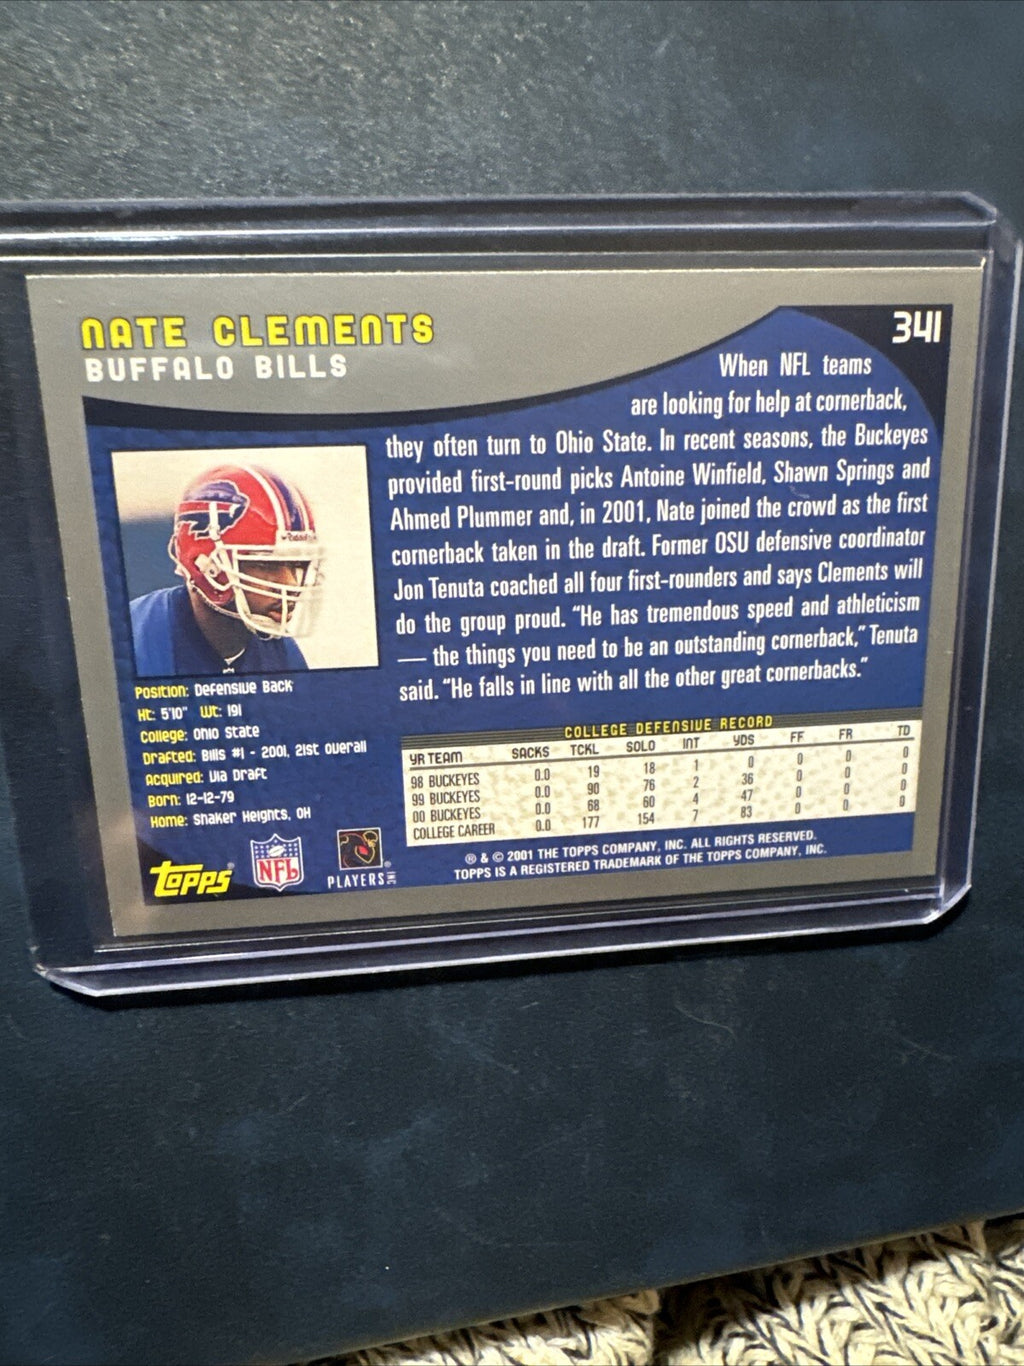 NATE CLEMENTS
BUFFALO BILLS
341
When NFL teams
are looking for help at cornerback,
they often turn to Ohio State. In recent seasons, the Buckeyes
provided first-round picks Antoine Winfield, Shawn Springs and
Ahmed Plummer and, in 2001, Nate joined the crowd as the first
cornerback taken in the draft. Former OSU defensive coordinator
Jon Tenuta coached all four first-rounders and says Clements will
do the group proud. “He has tremendous speed and athleticism
— the things you need to be an outstanding cornerback,” Tenuta
said. “He falls in line with all the other great cornerbacks.”
Riddell
Position: Defensive Back
Ht: 5'10" Wt: 191
College: Ohio State
Drafted: Bills #1 - 2001, 21st overall
Acquired: Via Draft
Born: 12-12-79
Home: Shaker Heights, OH
COLLEGE DEFENSIVE RECORD
YR TEAM SACKS TCKL SOLO INT YDS FF FR TD
98 BUCKEYES 0.0 19 18 1 0 0 0 0
99 BUCKEYES 0.0 90 76 2 36 0 0 0
00 BUCKEYES 0.0 68 60 4 47 0 0 0
COLLEGE CAREER 0.0 177 154 7 83 0 0 0
Topps®
NFL
PLAYERS INC ®
® & © 2001 THE TOPPS COMPANY, INC. ALL RIGHTS RESERVED.
TOPPS IS A REGISTERED TRADEMARK OF THE TOPPS COMPANY, INC.